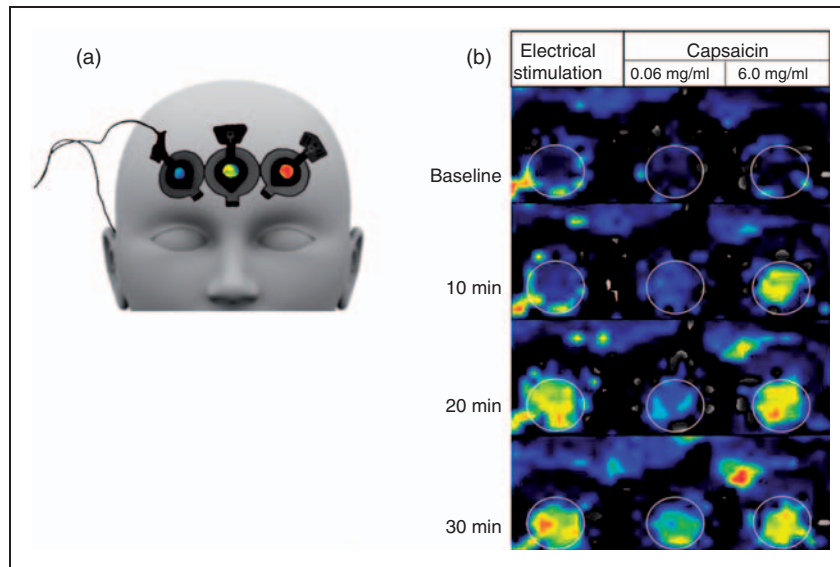 (a)
(b)
Electrical stimulation
Capsaicin
0.06 mg/ml
6.0 mg/ml
Baseline
10 min
20 min
30 min